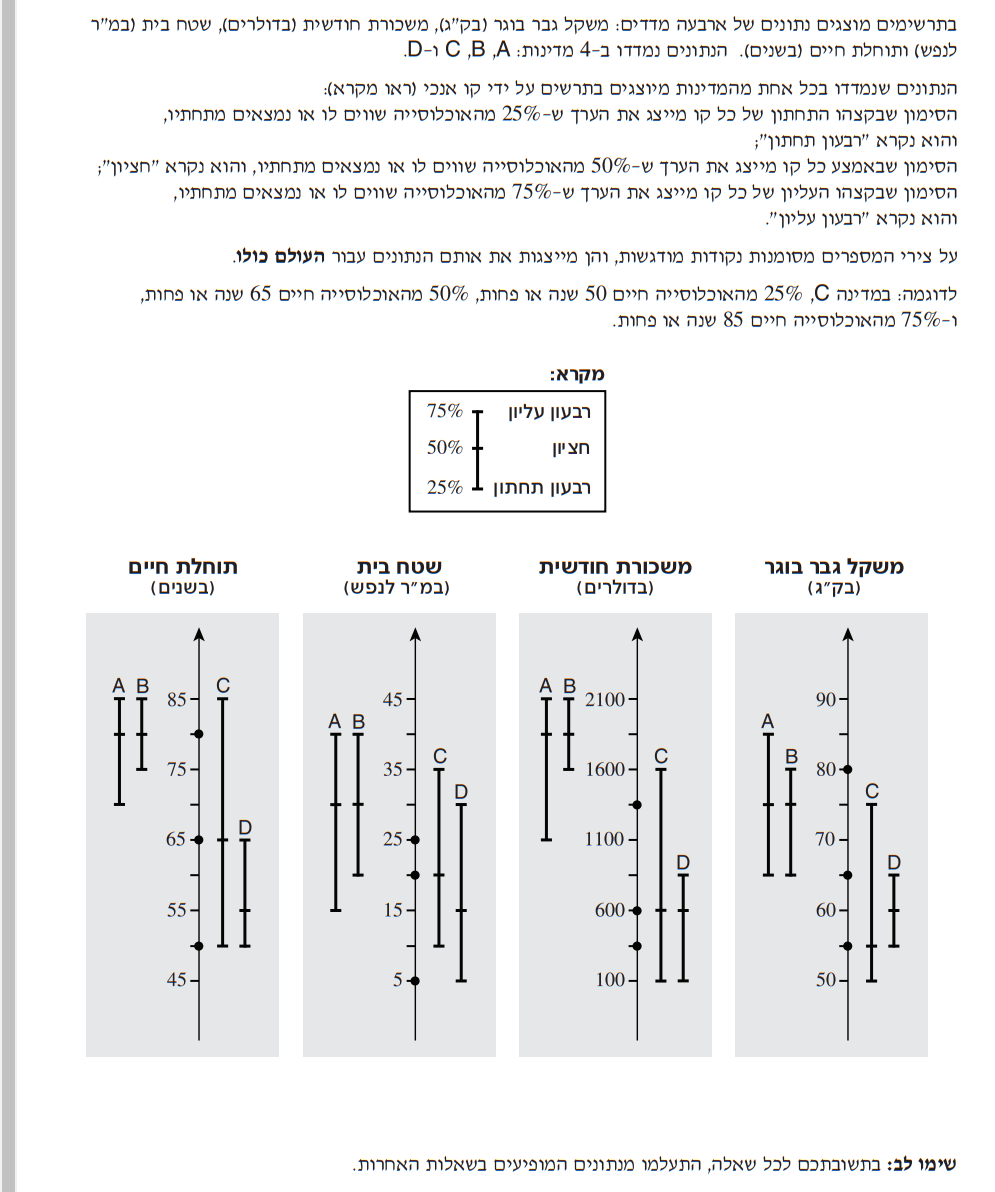 בתרשימים מוצגים נתונים של ארבעה מדדים: משקל גבר בוגר (בק"ג), משכורת חודשית (בדולרים), שטח בית (במ"ר
לנפש) ותוחלת חיים (בשנים). הנתונים נמדדו ב-4 מדינות: A, B, C ו-D.
הנתונים שנמדדו בכל אחת מהמדינות מיוצגים בתרשים על ידי קו אנכי (ראו מקרא):
הסימון שבקצהו התחתון של כל קו מייצג את הערך ש-25% מהאוכלוסייה שווים לו או נמצאים מתחתיו,
והוא נקרא "רבעון תחתון";
הסימון שבאמצע כל קו מייצג את הערך ש-50% מהאוכלוסייה שווים לו או נמצאים מתחתיו, והוא נקרא "חציון";
הסימון שבקצהו העליון של כל קו מייצג את הערך ש-75% מהאוכלוסייה שווים לו או נמצאים מתחתיו,
והוא נקרא "רבעון עליון".
על צירי המספרים מסומנות נקודות מודגשות, והן מייצגות את אותם הנתונים עבור העולם כולו.
לדוגמה: במדינה C, 25% מהאוכלוסייה חיים 50 שנה או פחות, 50% מהאוכלוסייה חיים 65 שנה או פחות,
ו-75% מהאוכלוסייה חיים 85 שנה או פחות.
מקרא:
רבעון עליון 75%
חציון 50%
רבעון תחתון 25%
משקל גבר בוגר
(בק"ג)
A
B
C
D
90
80
70
60
50
משכורת חודשית
(בדולרים)
A
B
C
D
2100
1600
1100
600
100
שטח בית
(במ"ר לנפש)
A
B
C
D
45
35
25
15
5
תוחלת חיים
(בשנים)
A
B
C
D
85
75
65
55
45
שימו לב: בתשובתכם לכל שאלה, התעלמו מנתונים המופיעים בשאלות האחרות.